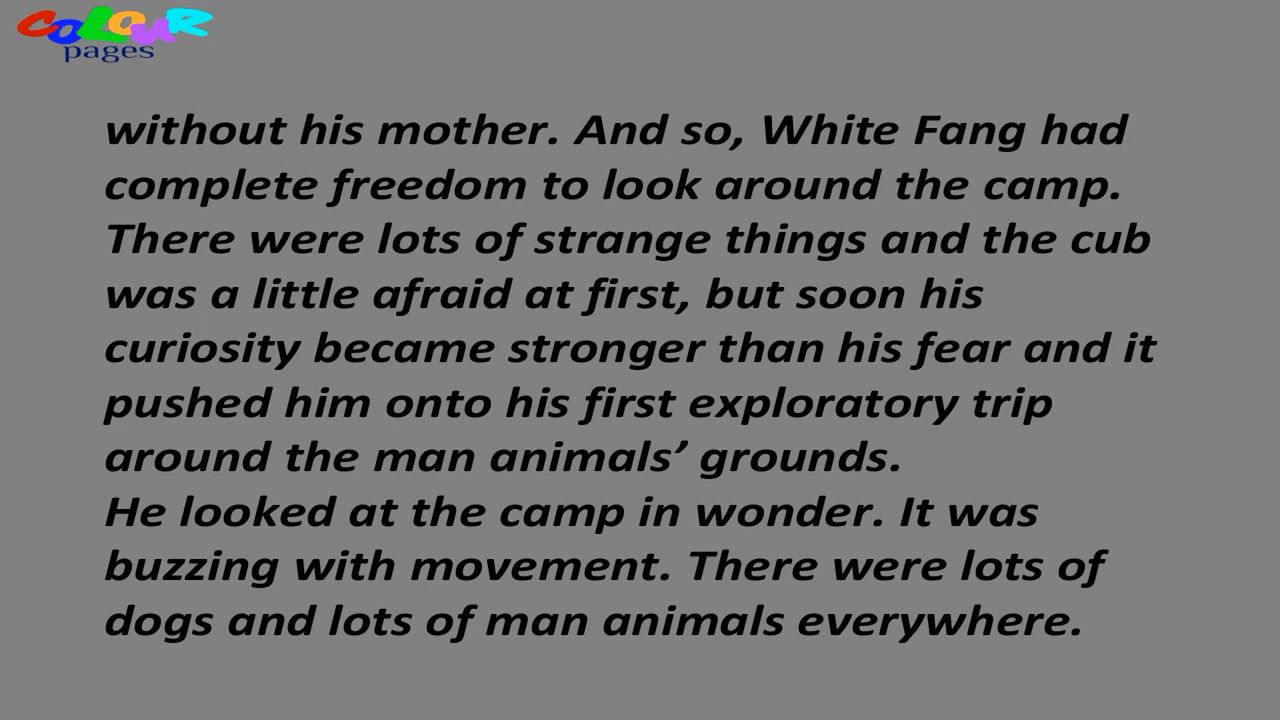 COLOUR
pages
without his mother. And so, White Fang had
complete freedom to look around the camp.
There were lots of strange things and the cub
was a little afraid at first, but soon his
curiosity became stronger than his fear and it
pushed him onto his first exploratory trip
around the man animals’ grounds.
He looked at the camp in wonder. It was
buzzing with movement. There were lots of
dogs and lots of man animals everywhere.